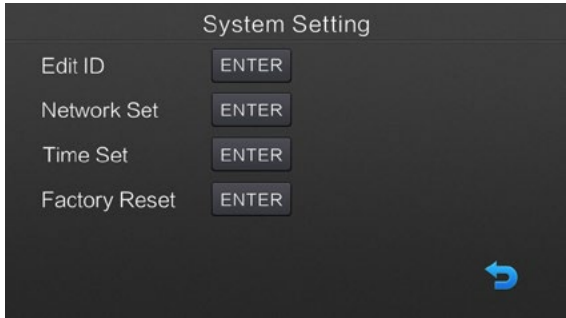 System Setting
Edit ID ENTER
Network Set ENTER
Time Set ENTER
Factory Reset ENTER